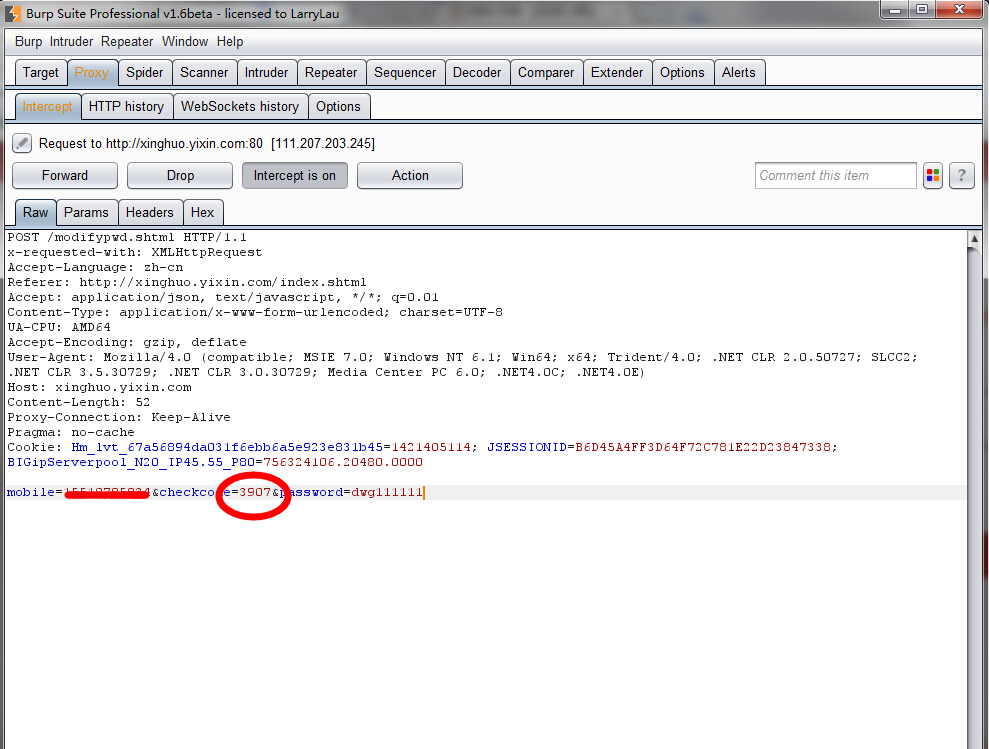 Burp Suite Professional v1.6beta - licensed to LarryLau
Burp Intruder Repeater Window Help
Target Proxy Spider Scanner Intruder Repeater Sequencer Decoder Comparer Extender Options Alerts
Intercept HTTP history WebSockets history Options
Request to http://xinghuo.yixin.com:80 [111.207.203.245]
Forward Drop Intercept is on Action Comment this item ?
Raw Params Headers Hex
POST /modifypwd.shtml HTTP/1.1
x-requested-with: XMLHttpRequest
Accept-Language: zh-cn
Referer: http://xinghuo.yixin.com/index.shtml
Accept: application/json, text/javascript, */*; q=0.01
Content-Type: application/x-www-form-urlencoded; charset=UTF-8
UA-CPU: AMD64
Accept-Encoding: gzip, deflate
User-Agent: Mozilla/4.0 (compatible; MSIE 7.0; Windows NT 6.1; Win64; x64; Trident/4.0; .NET CLR 2.0.50727; SLCC2;
.NET CLR 3.5.30729; .NET CLR 3.0.30729; Media Center PC 6.0; .NET4.0C; .NET4.0E)
Host: xinghuo.yixin.com
Content-Length: 52
Proxy-Connection: Keep-Alive
Pragma: no-cache
Cookie: Hm_lvt_67a56894da031f6ebb6a5e923e831b45=1421405114; JSESSIONID=B6D45A4FF3D64F72C781E22D23847338;
BIGipServerpool_N20_IP45.55_P80=756324106.20480.0000
mobile= &checkcode=3907&password=dwg111111